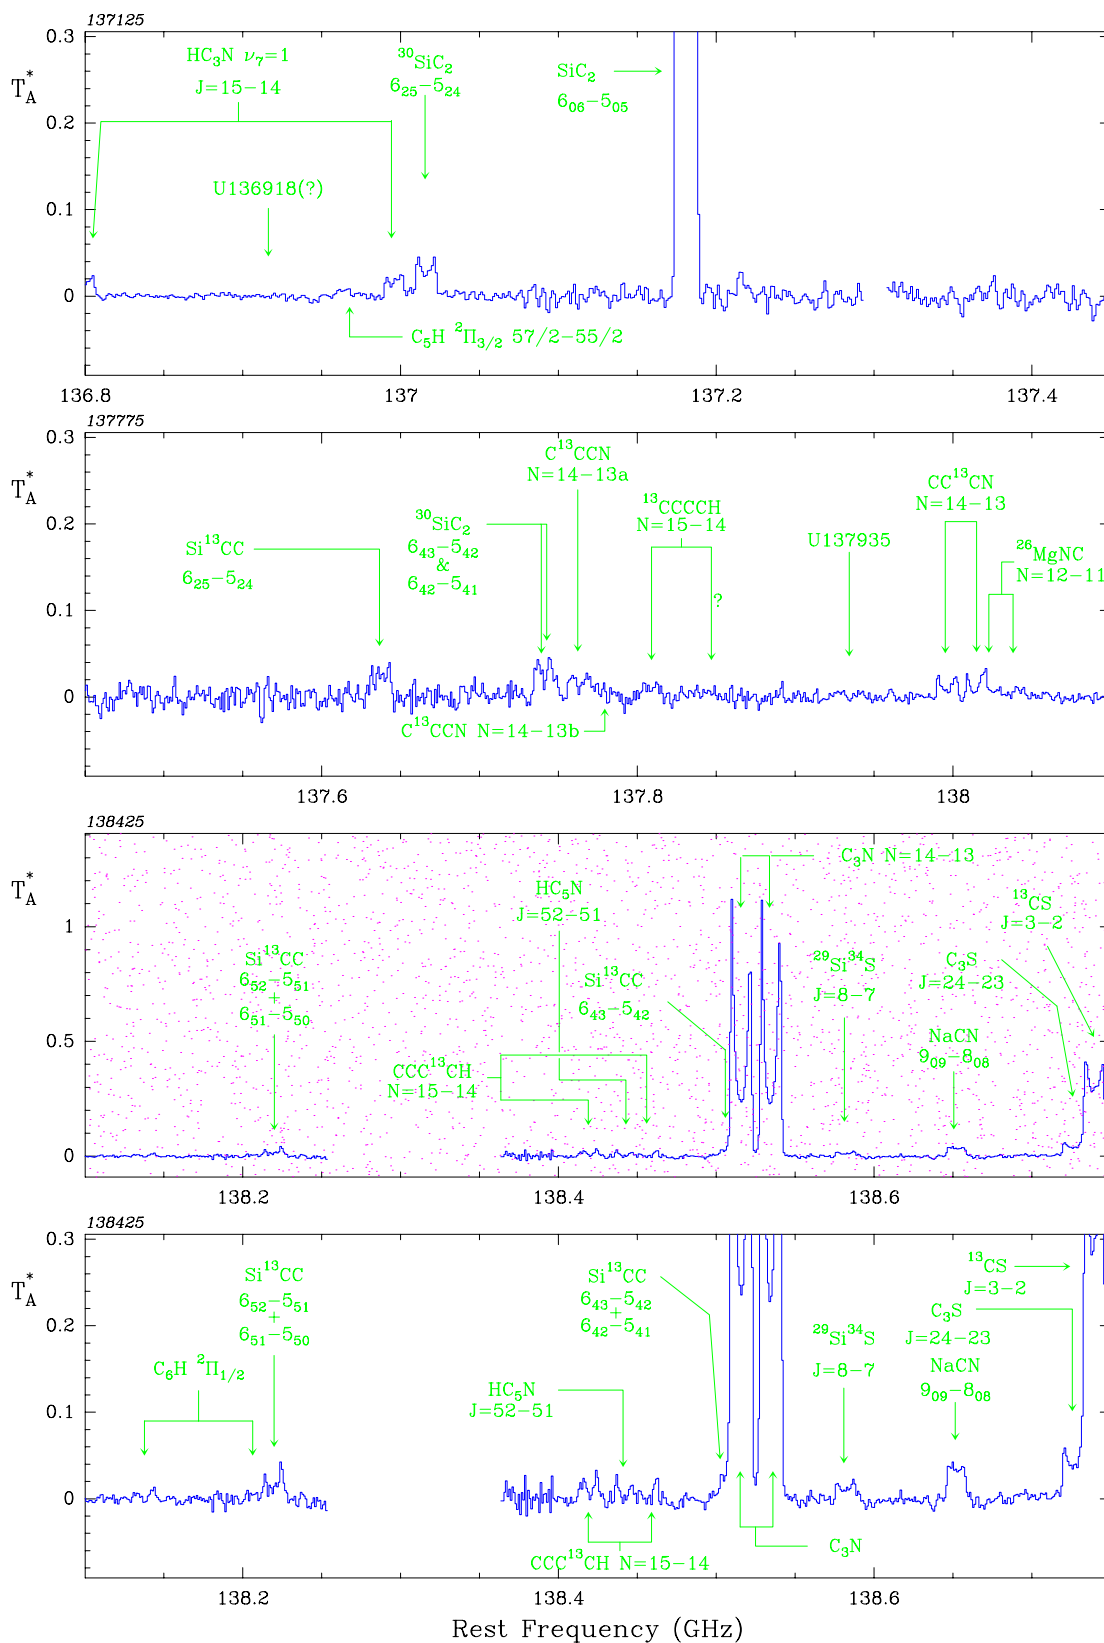 137125
0.3
T_A^*
0.2
0.1
0
HC₃N ν₇=1
J=15−14
³⁰SiC₂
6₂₅−5₂₄
SiC₂
6₀₆−5₀₅
U136918(?)
C₅H ²Π₃/₂ 57/2−55/2
136.8 137 137.2 137.4
137775
0.3
T_A^*
0.2
0.1
0
Si¹³CC
6₂₅−5₂₄
³⁰SiC₂
6₄₃−5₄₂
&
6₄₂−5₄₁
C¹³CCN
N=14−13a
¹³CCCCH
N=15−14
?
U137935
CC¹³CN
N=14−13
²⁶MgNC
N=12−11
C¹³CCN N=14−13b
137.6 137.8 138
138425
T_A^*
1
0.5
0
Si¹³CC
6₅₂−5₅₁
+
6₅₁−5₅₀
HC₅N
J=52−51
CCC¹³CH
N=15−14
Si¹³CC
6₄₃−5₄₂
C₃N N=14−13
²⁹Si³⁴S
J=8−7
C₃S
J=24−23
¹³CS
J=3−2
NaCN
9₀₉−8₀₈
138.2 138.4 138.6
138425
0.3
T_A^*
0.2
0.1
0
C₆H ²Π₁/₂
Si¹³CC
6₅₂−5₅₁
+
6₅₁−5₅₀
HC₅N
J=52−51
Si¹³CC
6₄₃−5₄₂
+
6₄₂−5₄₁
²⁹Si³⁴S
J=8−7
¹³CS
J=3−2
C₃S
J=24−23
NaCN
9₀₉−8₀₈
CCC¹³CH N=15−14
C₃N
138.2 138.4 138.6
Rest Frequency (GHz)